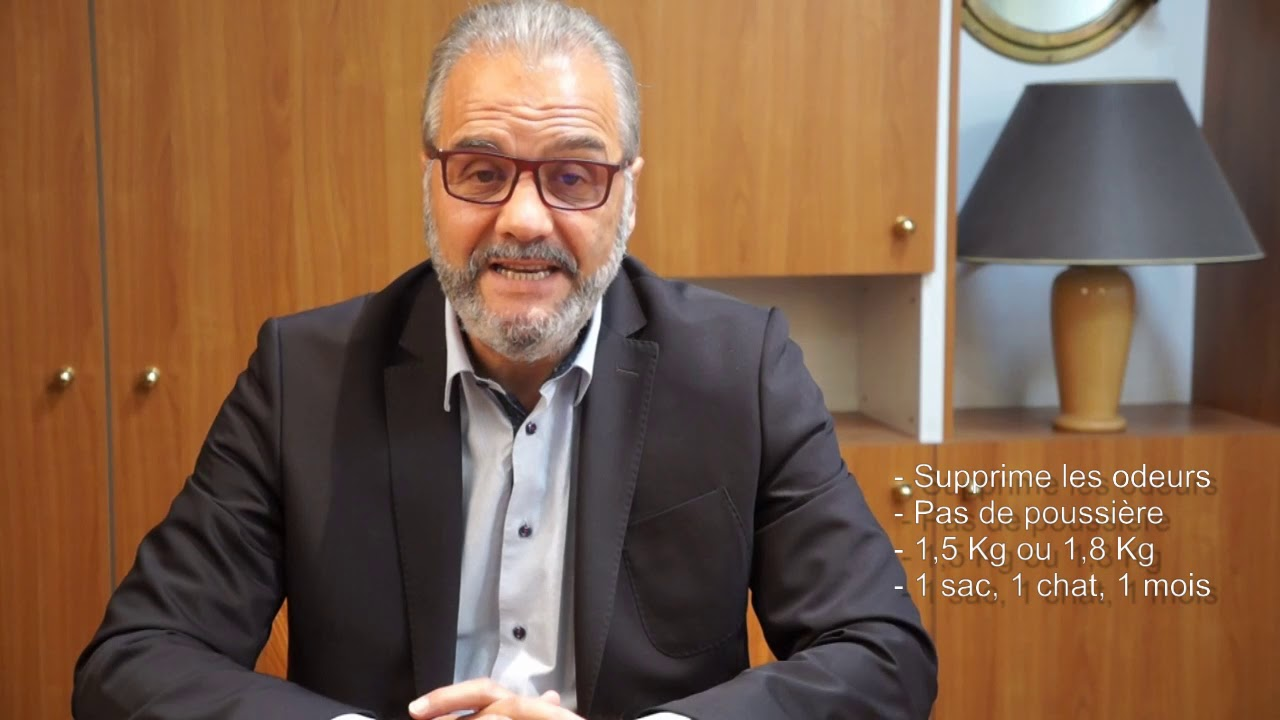 - Supprime les odeurs
- Pas de poussière
- 1,5 Kg ou 1,8 Kg
- 1 sac, 1 chat, 1 mois